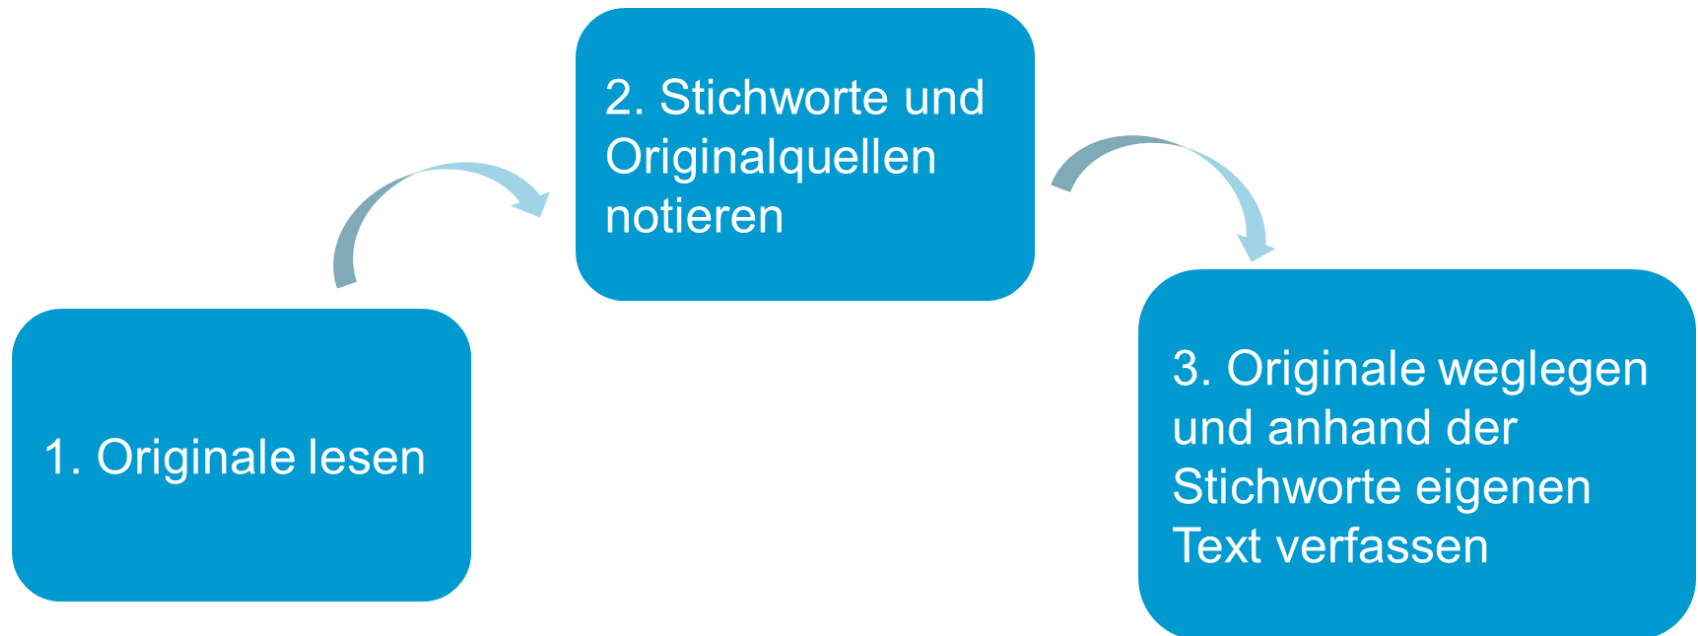 1. Originale lesen
2. Stichworte und
Originalquellen
notieren
3. Originale weglegen
und anhand der
Stichworte eigenen
Text verfassen